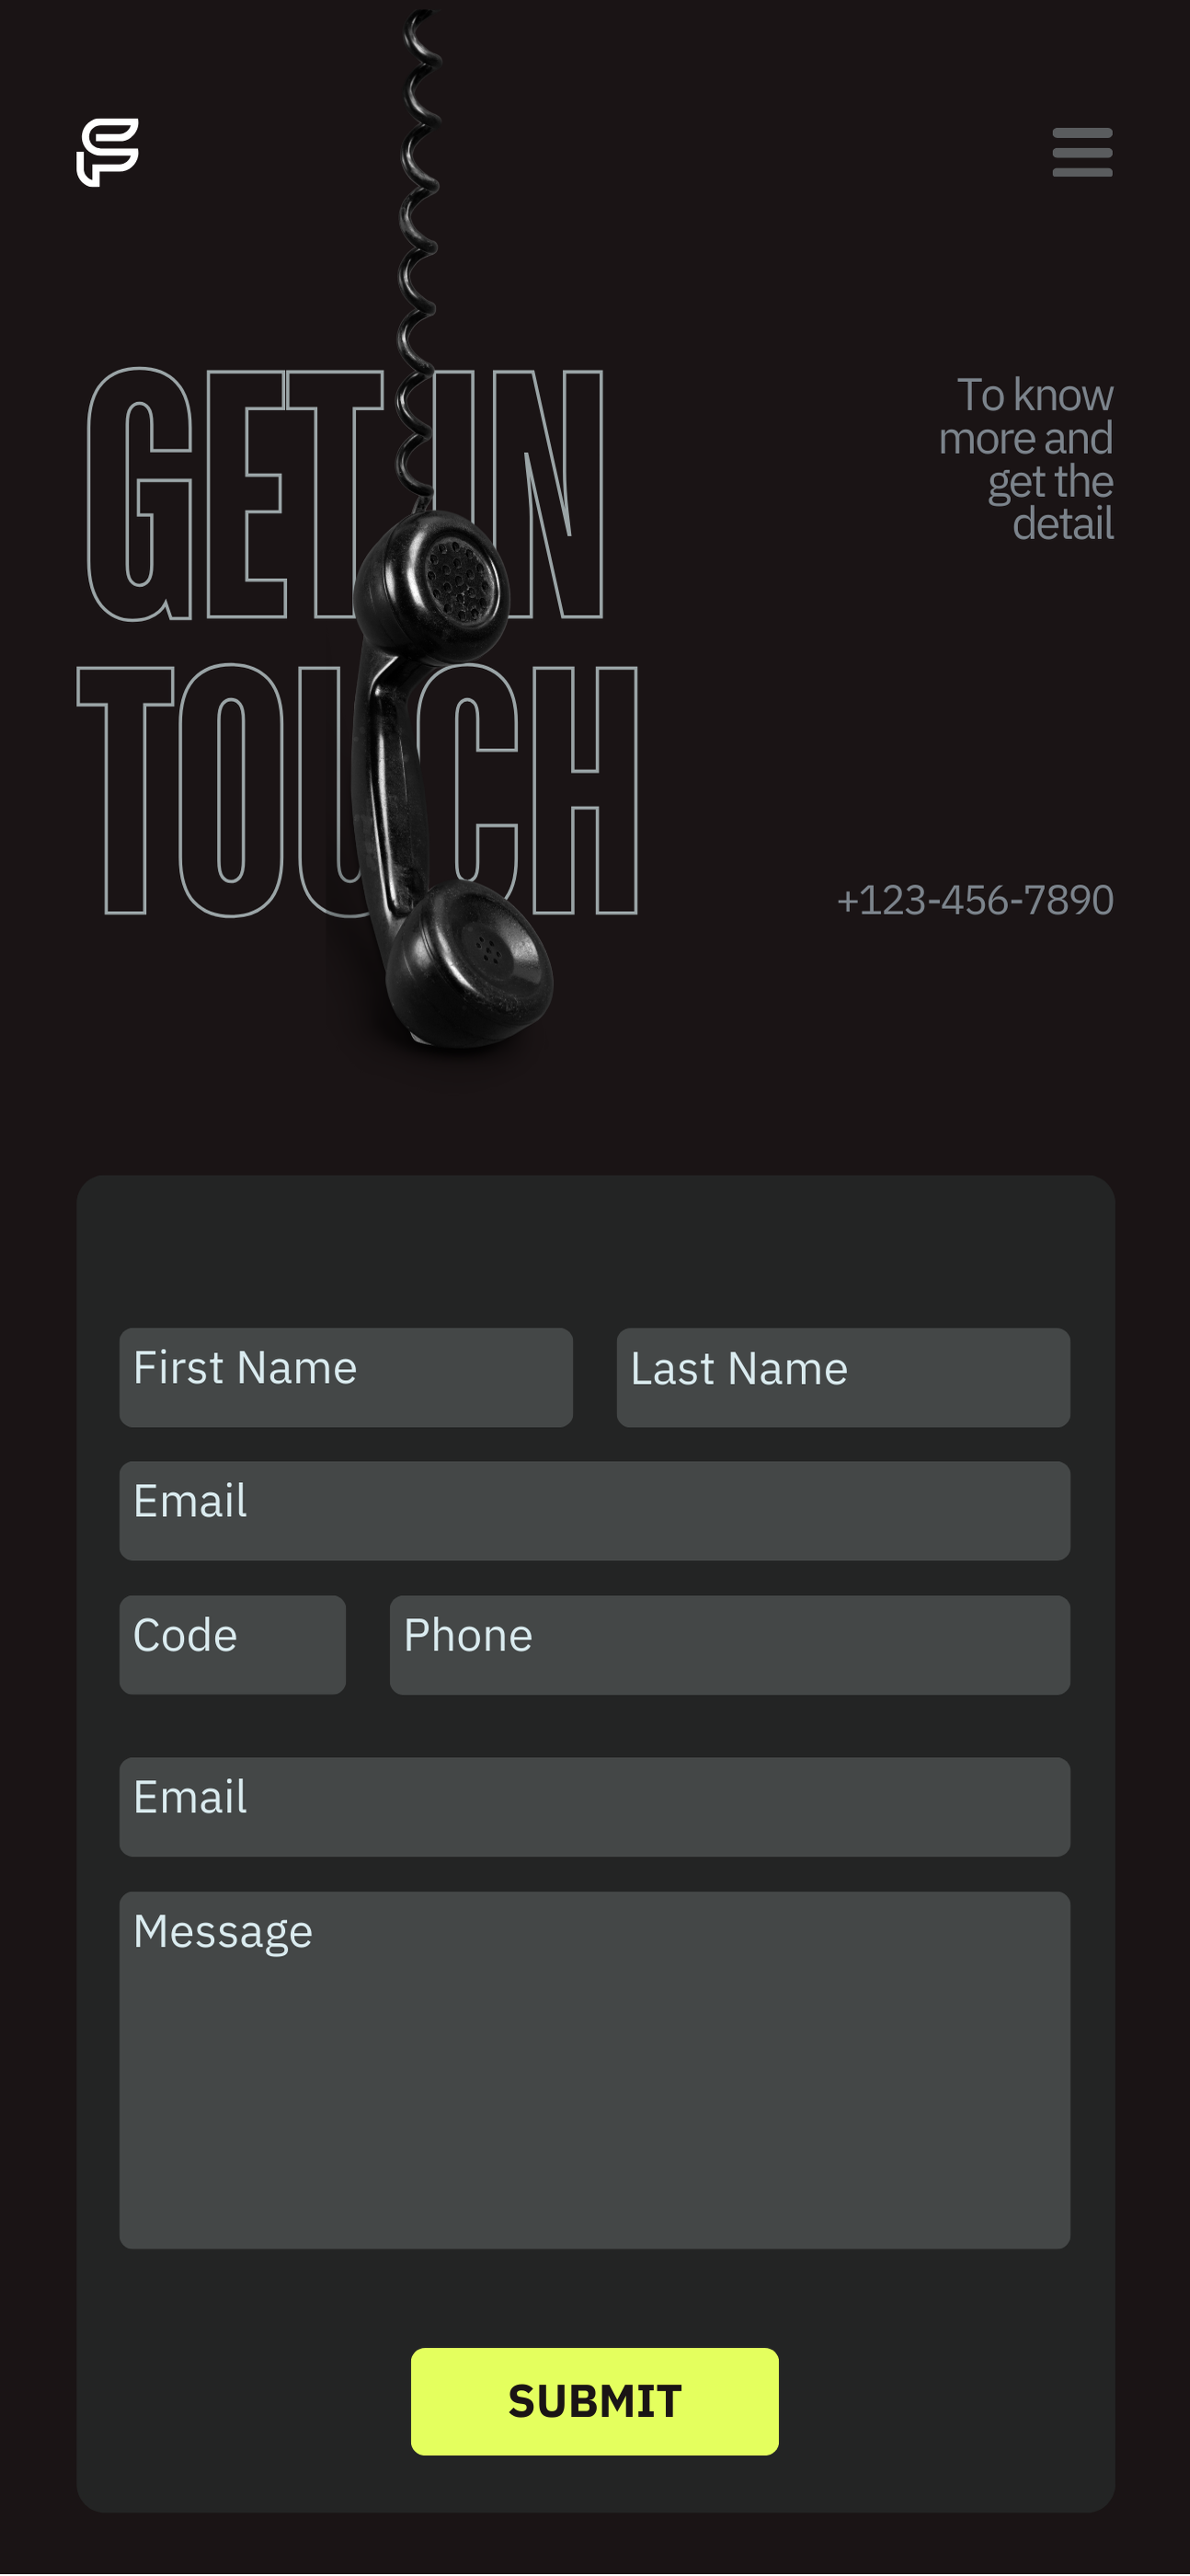 GET IN
TOUCH
To know
more and
get the
detail
+123-456-7890
First Name
Last Name
Email
Code
Phone
Email
Message
SUBMIT